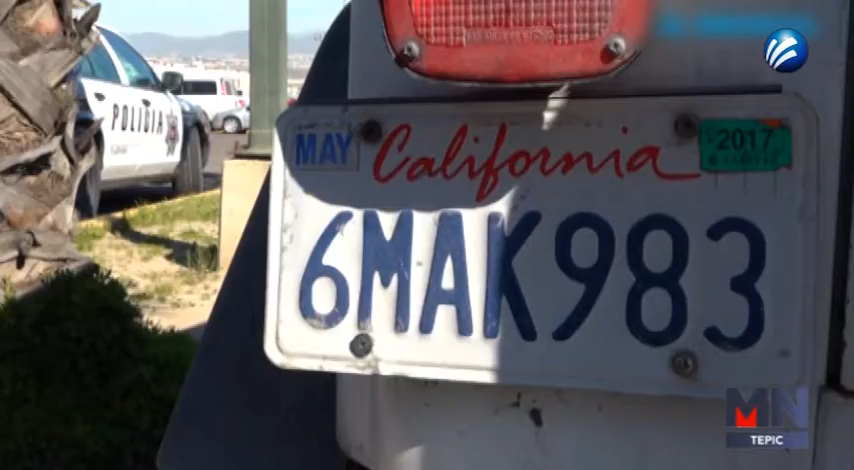 POLICIA
MAY California 2017
6MAK983
MN
TEPIC